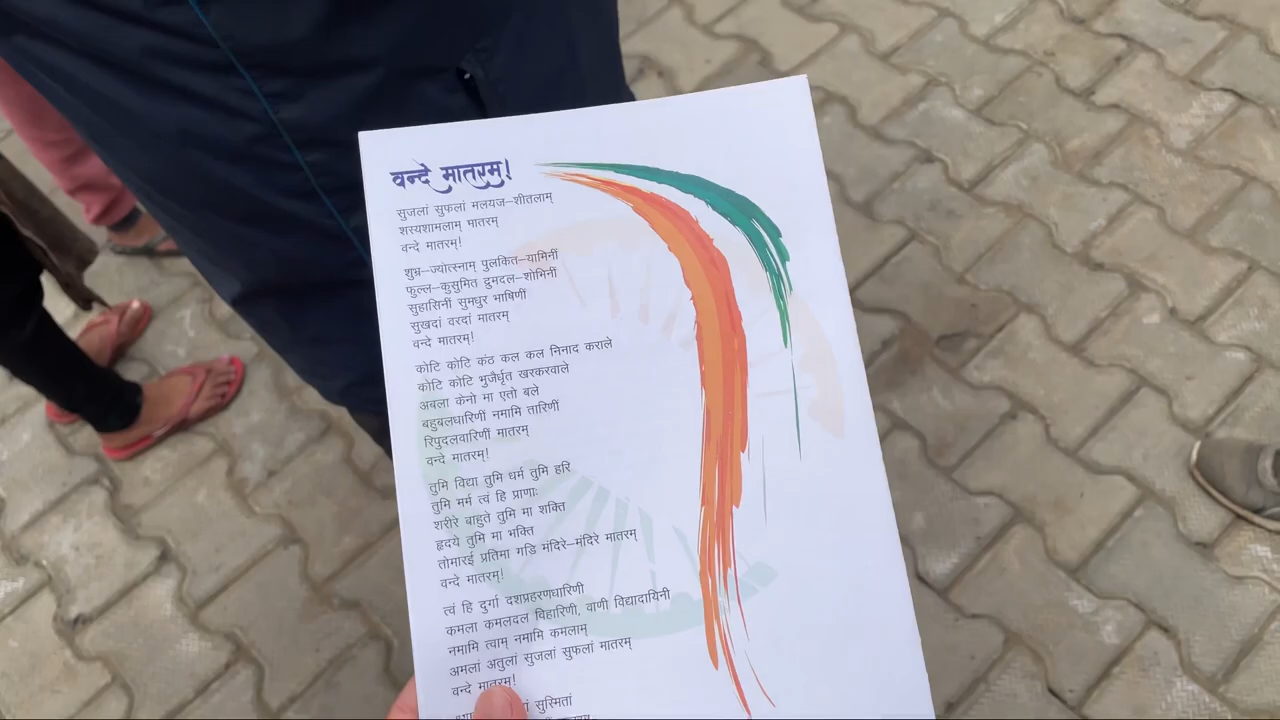 वन्दे मातरम्!
सुजलां सुफलां मलयज–शीतलाम्
शस्यशामलाम् मातरम्
वन्दे मातरम्!
शुभ्र–ज्योत्स्नाम् पुलकित–यामिनीं
फुल्ल–कुसुमित द्रुमदल–शोभिनीं
सुहासिनीं सुमधुर भाषिणीं
सुखदां वरदां मातरम्
वन्दे मातरम्!
कोटि कोटि कंठ कल कल निनाद कराले
कोटि कोटि भुजैर्धृत खरकरवाले
अबला केनो मा एतो बले
बहुबलधारिणीं नमामि तारिणीं
रिपुदलवारिणीं मातरम्
वन्दे मातरम्!
तुमि विद्या तुमि धर्म तुमि हरि
तुमि मर्म त्वं हि प्राणाः
शरीरे बाहुते तुमि मा शक्ति
हृदये तुमि मा भक्ति
तोमारई प्रतिमा गडि मंदिरे–मंदिरे मातरम्
वन्दे मातरम्!
त्वं हि दुर्गा दशप्रहरणधारिणी
कमला कमलदल विहारिणी, वाणी विद्यादायिनी
नमामि त्वाम् नमामि कमलाम्
अमलां अतुलां सुजलां सुफलां मातरम्
वन्दे मातरम्!
सुस्मितां